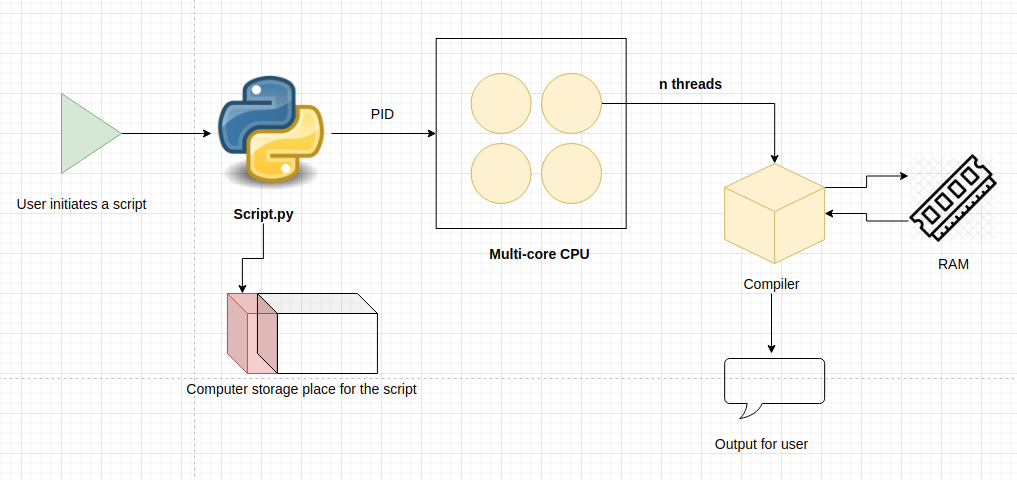 n threads
PID
User initiates a script
Script.py
Multi-core CPU
RAM
Compiler
Computer storage place for the script
Output for user